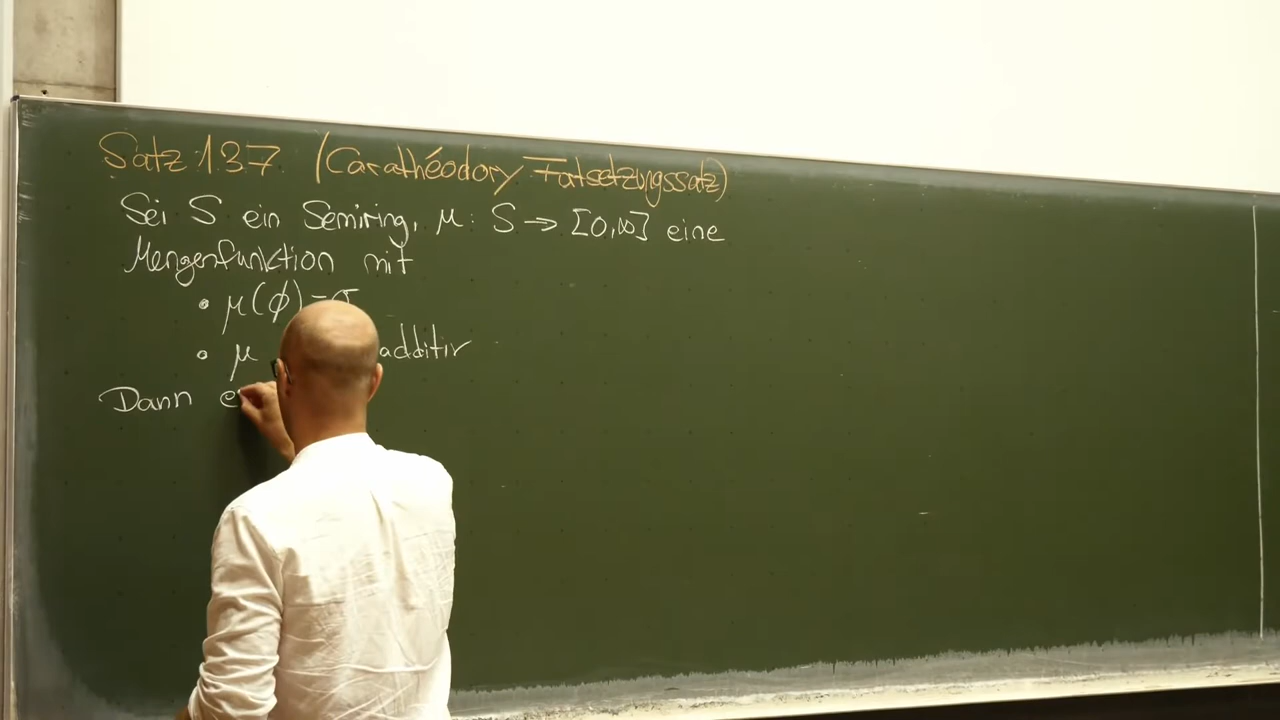 Satz 1.37 (Carathéodory Fortsetzungssatz)
Sei S ein Semiring, μ: S → [0,∞] eine
Mengenfunktion mit
• μ(ϕ) =
• μ additiv
Dann e